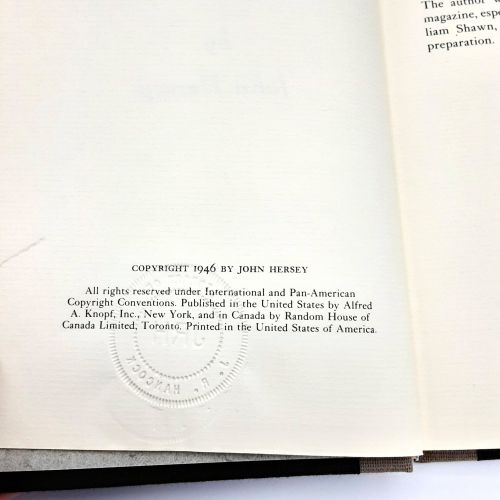 COPYRIGHT 1946 BY JOHN HERSEY
All rights reserved under International and Pan-American
Copyright Conventions. Published in the United States by Alfred
A. Knopf, Inc., New York, and in Canada by Random House of
Canada Limited, Toronto. Printed in the United States of America.
J. R. HANCOCK
The author
magazine,
liam Shawn,
preparation.